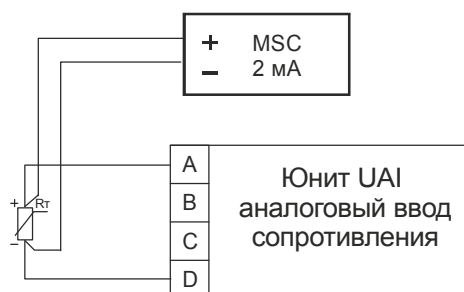 + MSC
− 2 мА
A
B
C
D
Юнит UAI
аналоговый ввод
сопротивления
+ Rт
−